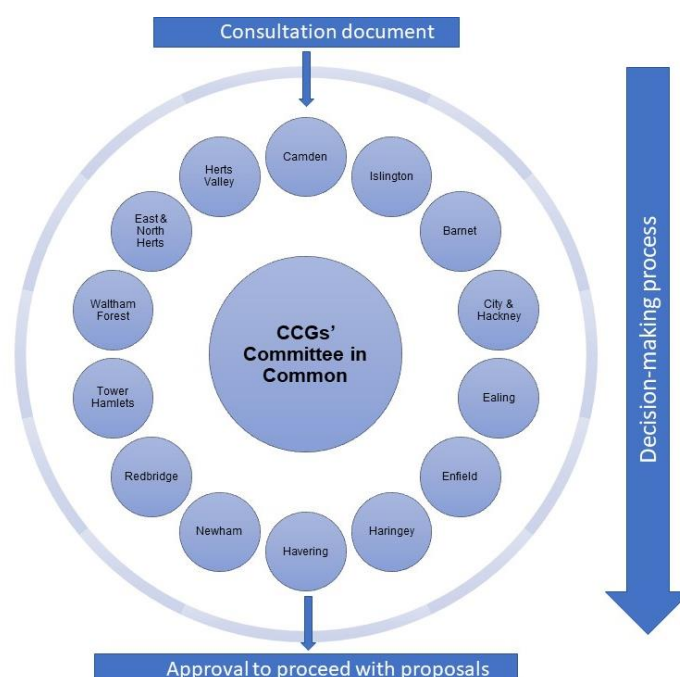 Consultation document
Camden
Islington
Barnet
City &
Hackney
Ealing
Enfield
Haringey
Havering
Newham
Redbridge
Tower
Hamlets
Waltham
Forest
East &
North
Herts
Herts
Valley
CCGs’
Committee in
Common
Decision-making process
Approval to proceed with proposals